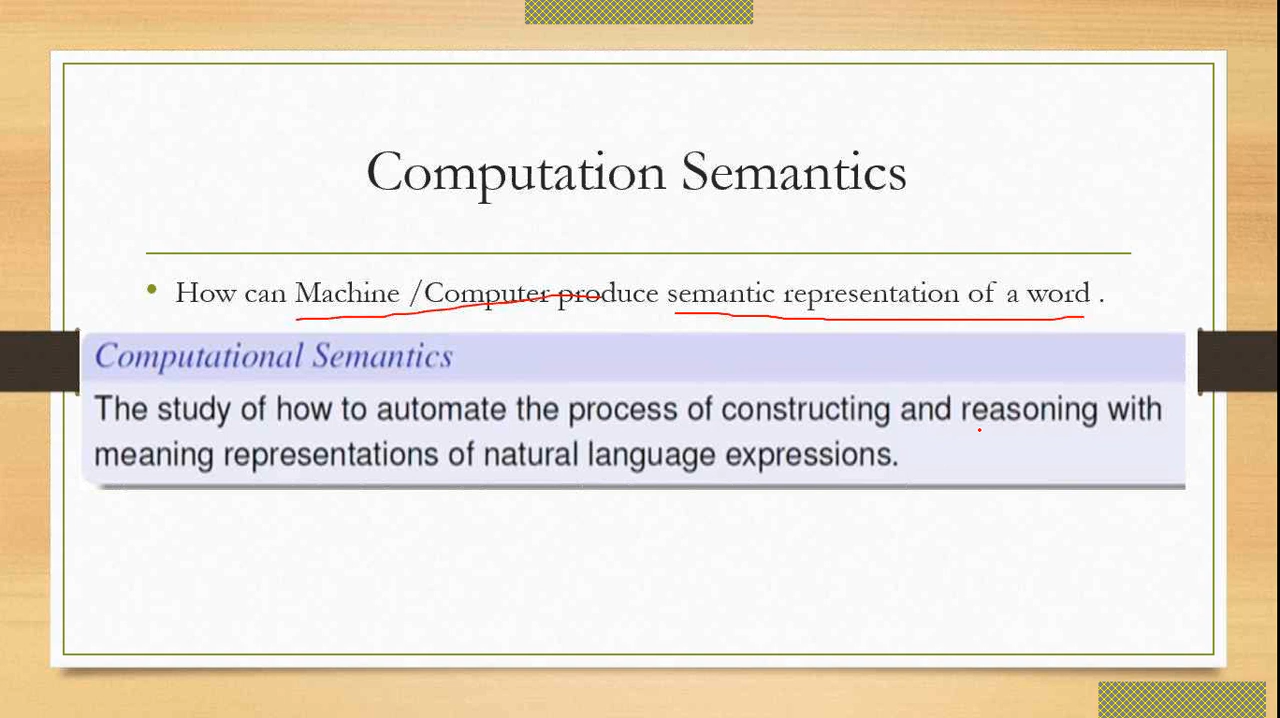 Computation Semantics
• How can Machine /Computer produce semantic representation of a word .
Computational Semantics
The study of how to automate the process of constructing and reasoning with
meaning representations of natural language expressions.